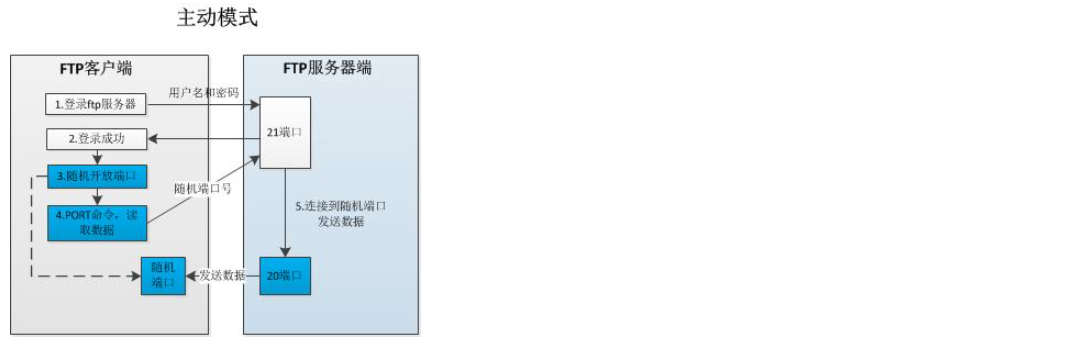 主动模式
FTP客户端
FTP服务器端
用户名和密码
1.登录ftp服务器
21端口
2.登录成功
3.随机开放端口
随机端口号
4.PORT命令，读
取数据
5.连接到随机端口
发送数据
随机
端口
发送数据
20端口